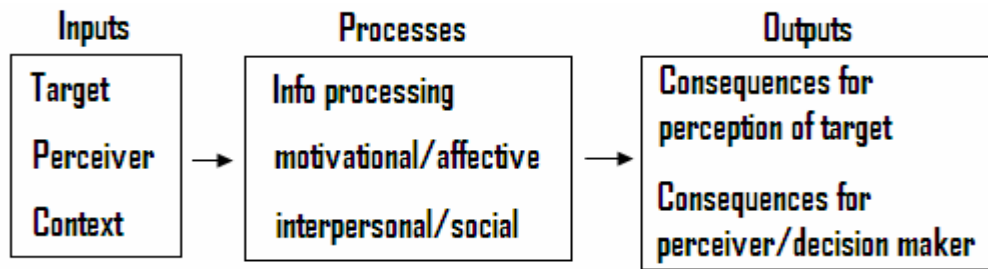 Inputs
Target
Perceiver
Context
Processes
Info processing
motivational/affective
interpersonal/social
Outputs
Consequences for
perception of target
Consequences for
perceiver/decision maker